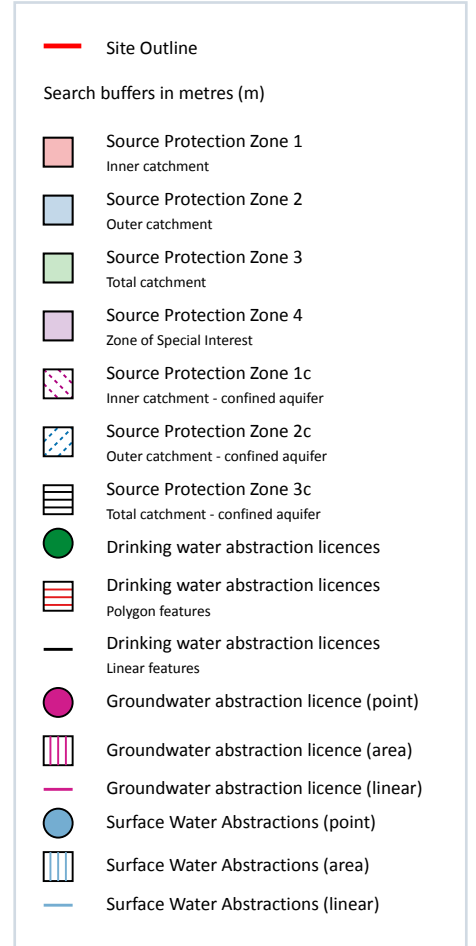 Site Outline
Search buffers in metres (m)
Source Protection Zone 1
Inner catchment
Source Protection Zone 2
Outer catchment
Source Protection Zone 3
Total catchment
Source Protection Zone 4
Zone of Special Interest
Source Protection Zone 1c
Inner catchment - confined aquifer
Source Protection Zone 2c
Outer catchment - confined aquifer
Source Protection Zone 3c
Total catchment - confined aquifer
Drinking water abstraction licences
Drinking water abstraction licences
Polygon features
Drinking water abstraction licences
Linear features
Groundwater abstraction licence (point)
Groundwater abstraction licence (area)
Groundwater abstraction licence (linear)
Surface Water Abstractions (point)
Surface Water Abstractions (area)
Surface Water Abstractions (linear)